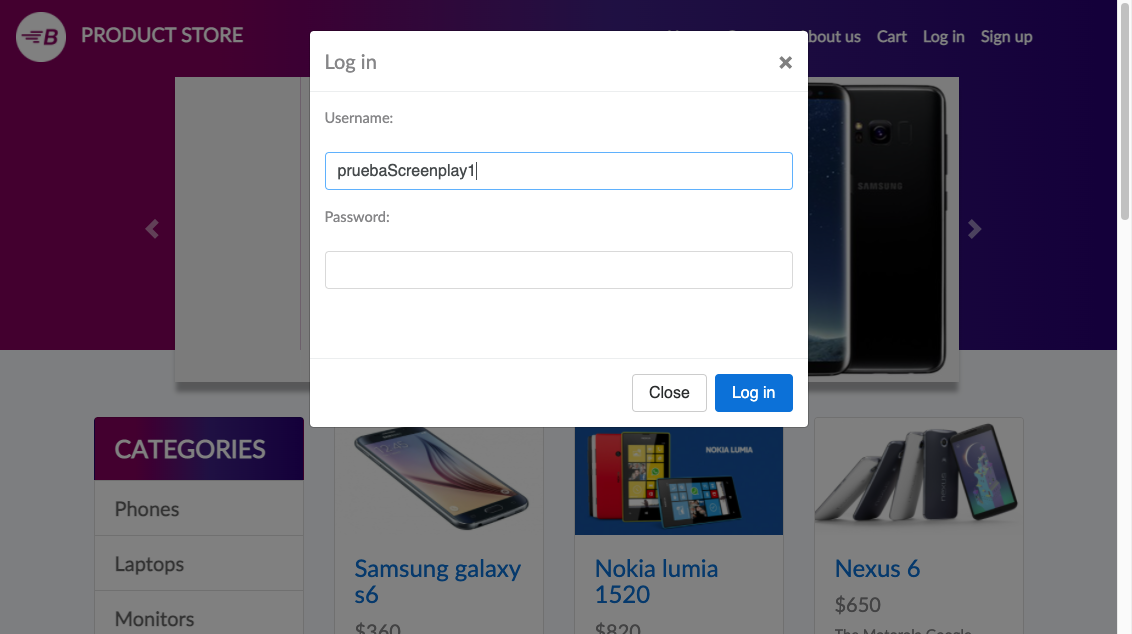 PRODUCT STORE
bout us Cart Log in Sign up
Log in
Username:
pruebaScreenplay1
Password:
SAMSUNG
Close Log in
CATEGORIES
Phones
Laptops
Monitors
NOKIA LUMIA
Samsung galaxy
s6
$360
Nokia lumia
1520
$820
nexus
Nexus 6
$650
The Motorola Google